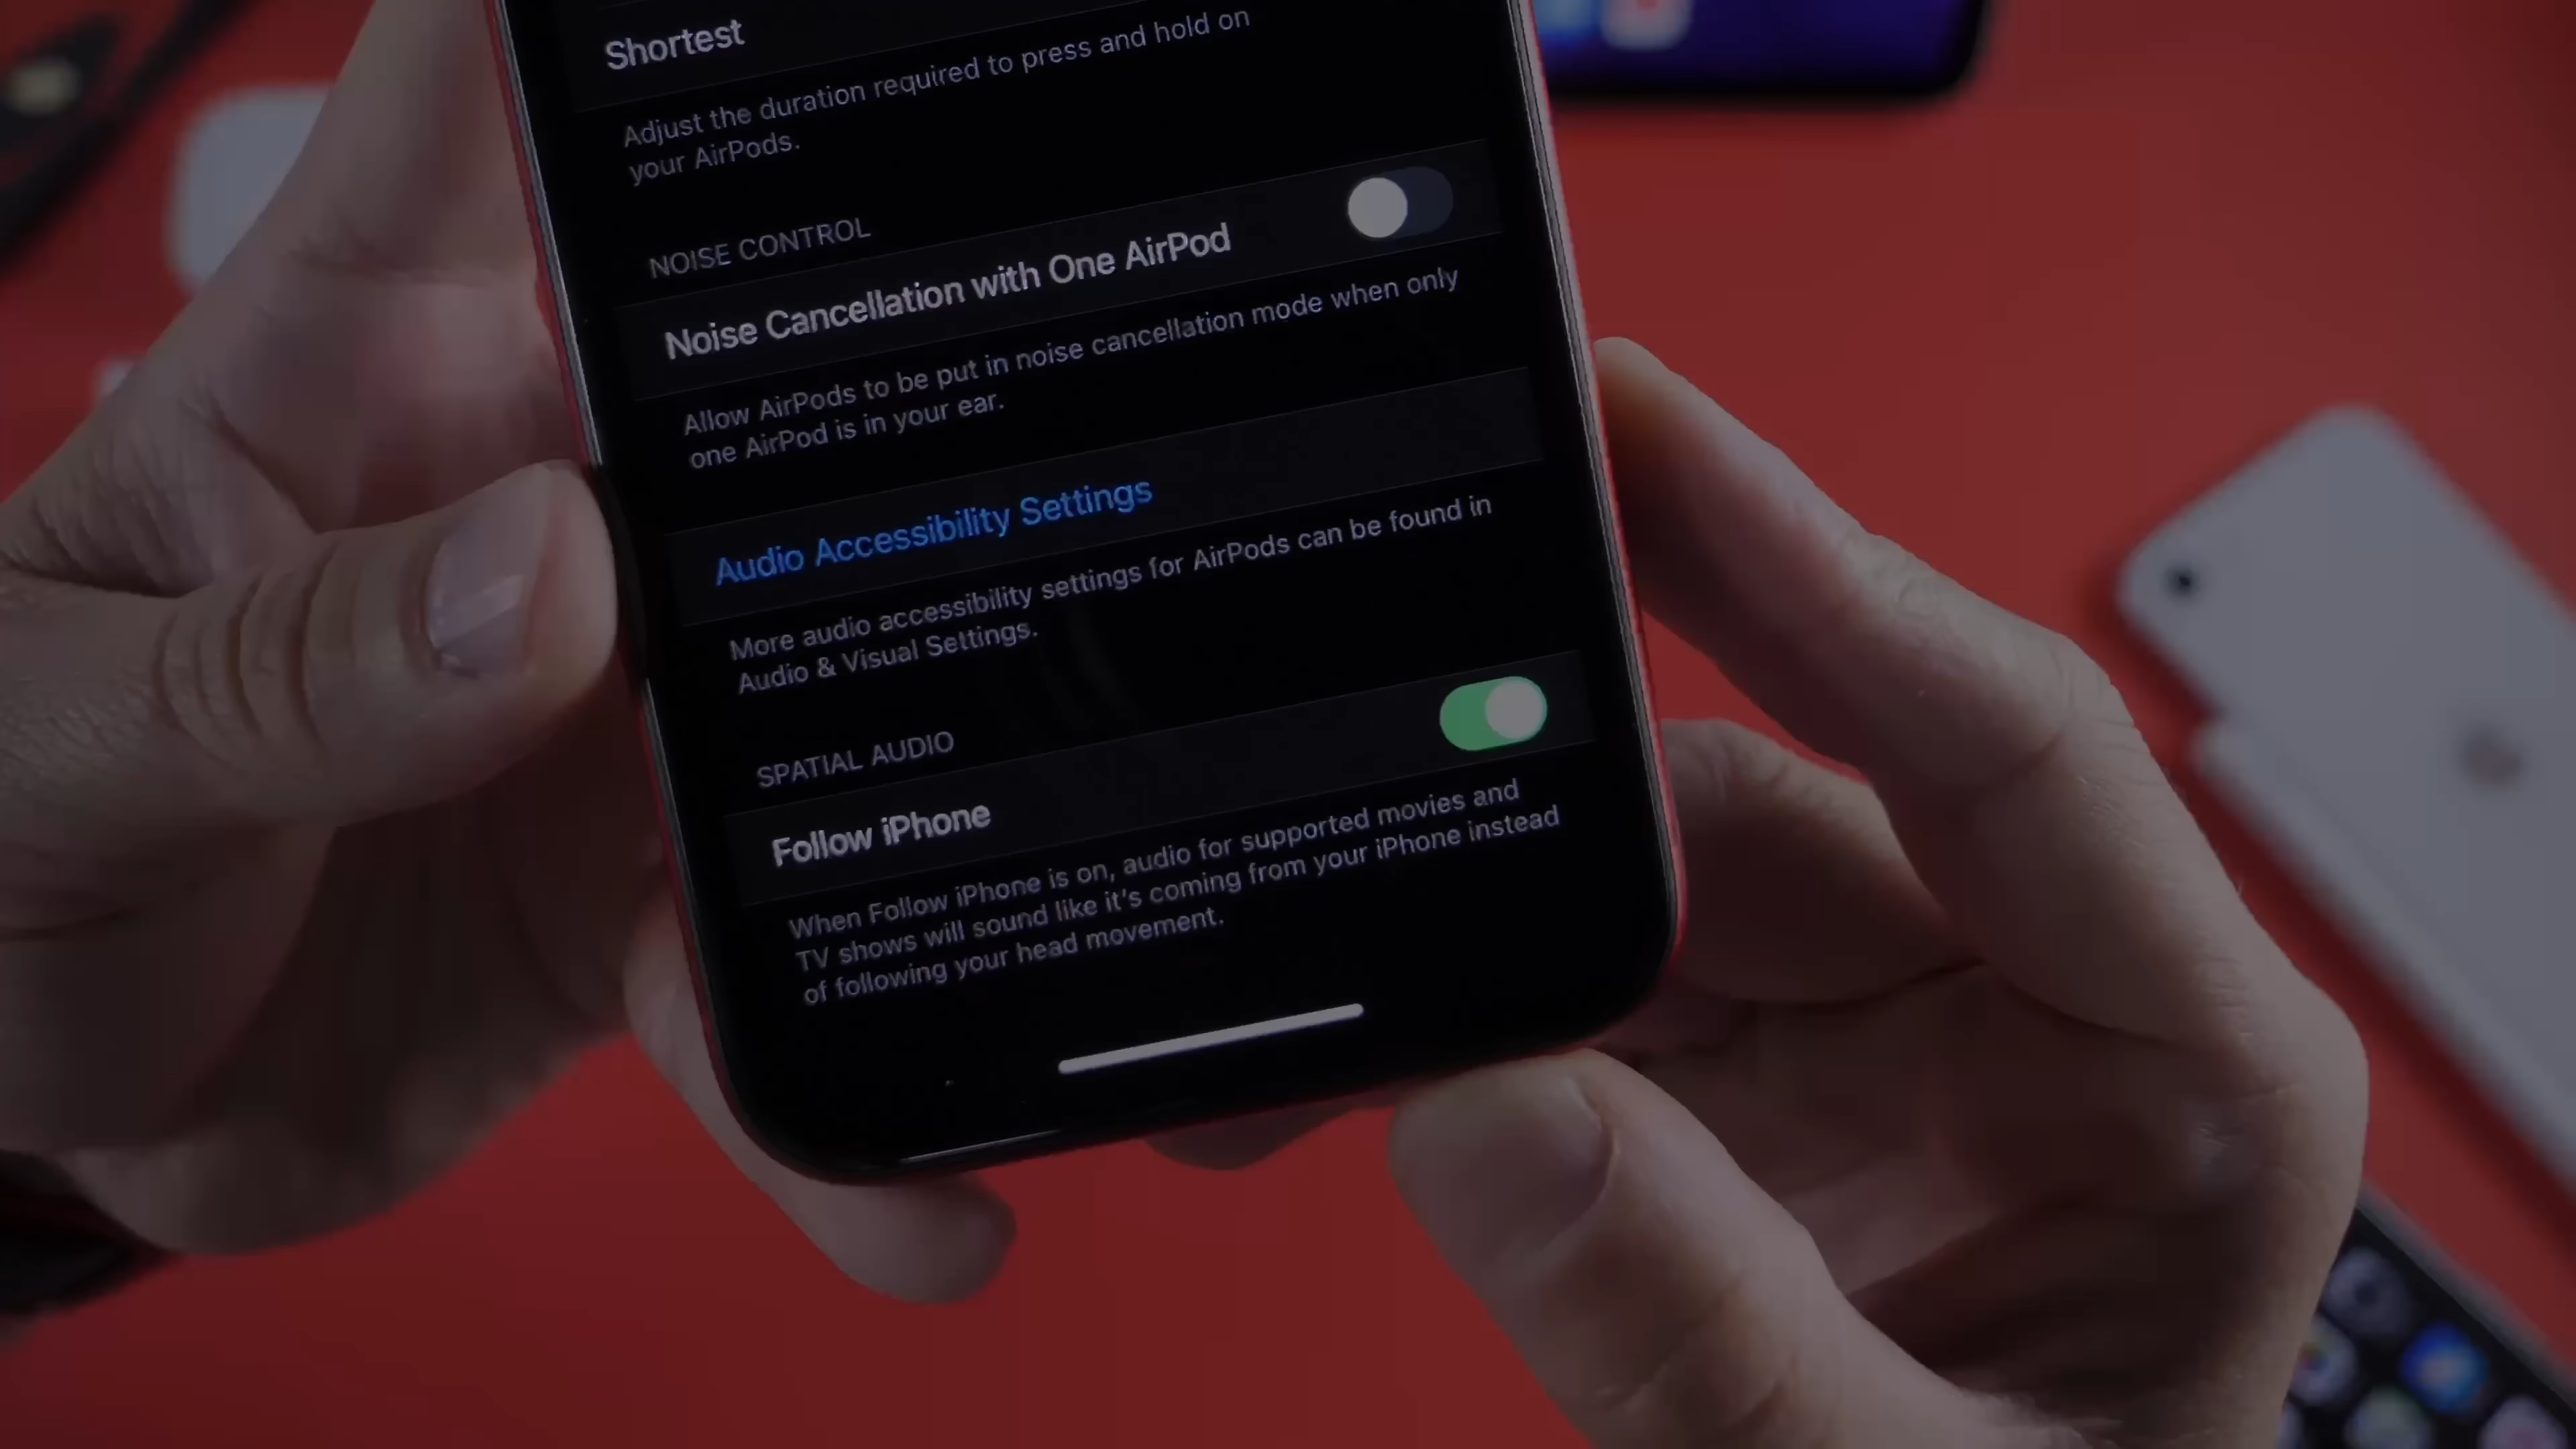 Shortest
Adjust the duration required to press and hold on
your AirPods.
NOISE CONTROL
Noise Cancellation with One AirPod
Allow AirPods to be put in noise cancellation mode when only
one AirPod is in your ear.
Audio Accessibility Settings
More audio accessibility settings for AirPods can be found in
Audio & Visual Settings.
SPATIAL AUDIO
Follow iPhone
When Follow iPhone is on, audio for supported movies and
TV shows will sound like it's coming from your iPhone instead
of following your head movement.